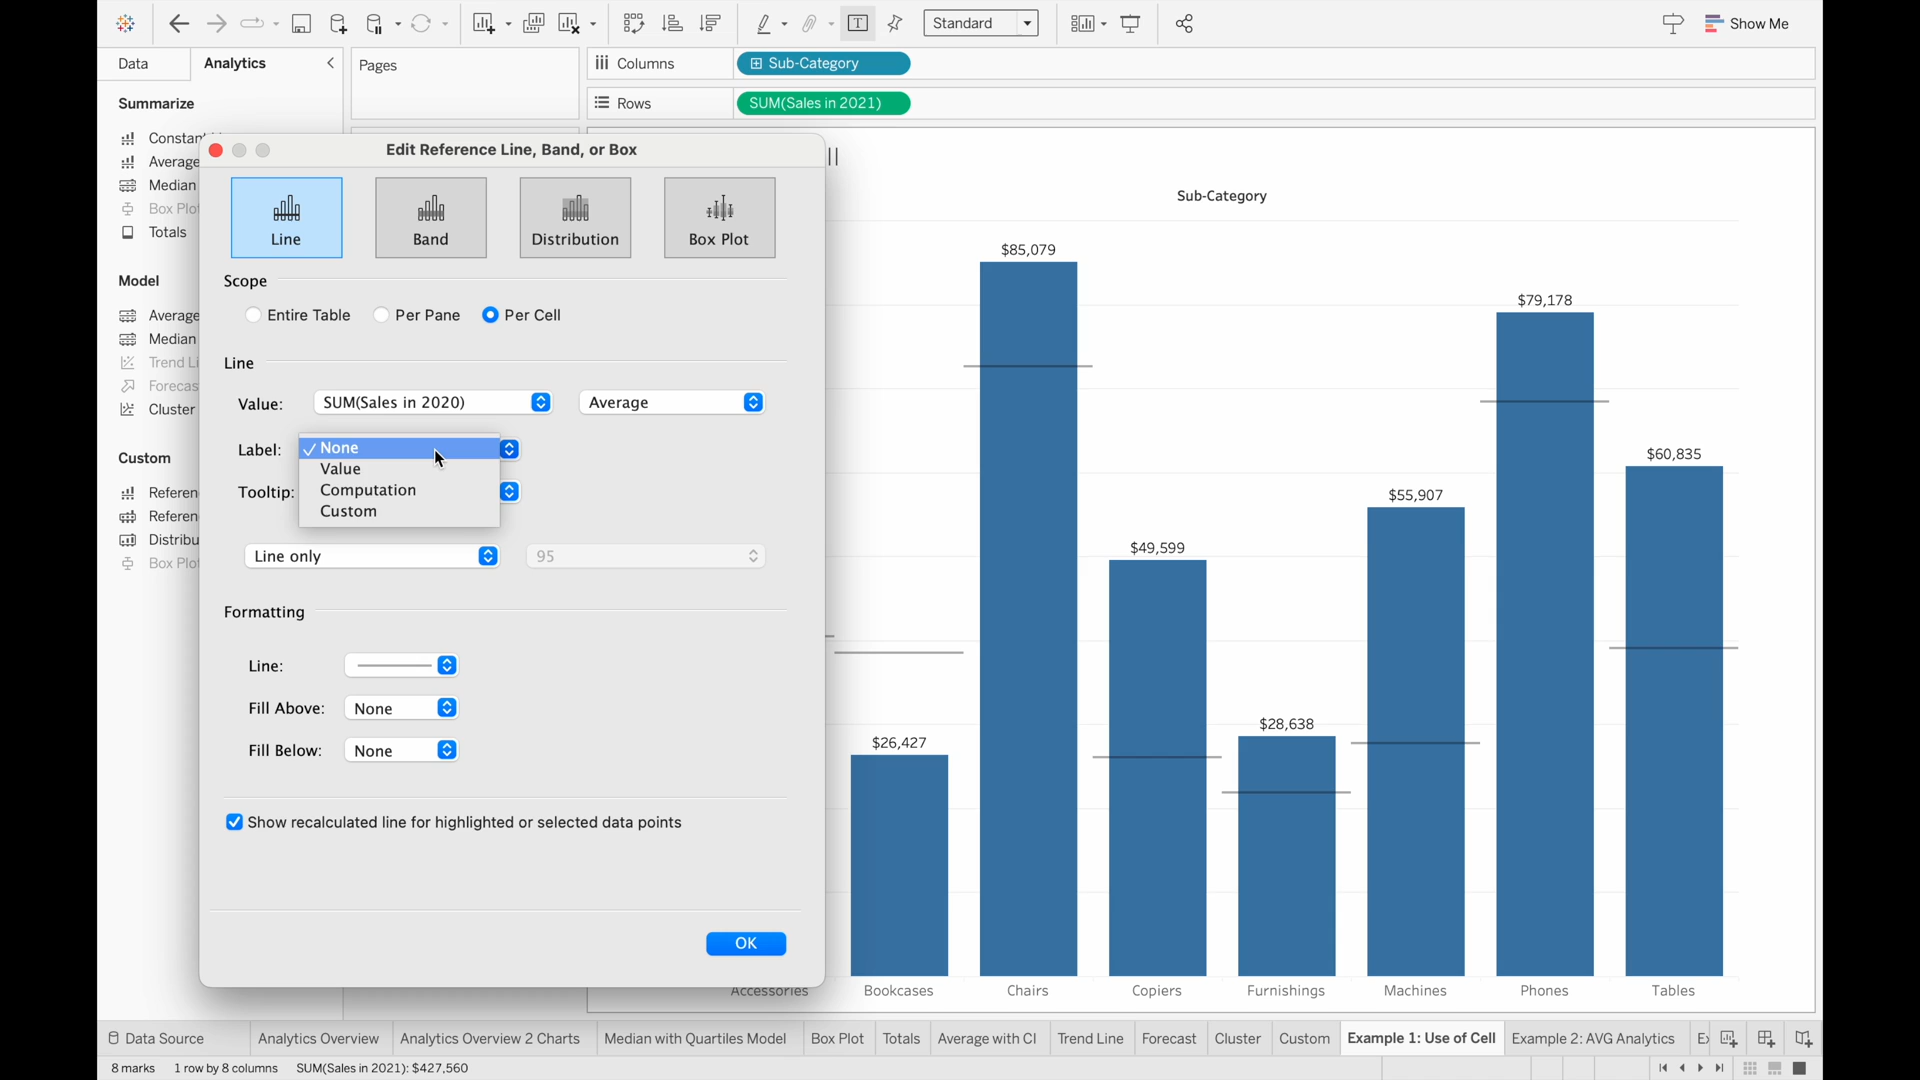 Standard
Show Me
Data
Analytics
Pages
Columns
Sub-Category
Rows
SUM(Sales in 2021)
Summarize
Constan
Average
Median
Box Plo
Totals
Model
Average
Median
Trend Li
Forecas
Cluster
Custom
Referen
Referen
Distribu
Box Plo
Edit Reference Line, Band, or Box
Line
Band
Distribution
Box Plot
Scope
Entire Table
Per Pane
Per Cell
Line
Value:
SUM(Sales in 2020)
Average
Label:
None
Value
Computation
Custom
Tooltip:
Line only
95
Formatting
Line:
Fill Above:
None
Fill Below:
None
Show recalculated line for highlighted or selected data points
OK
Sub-Category
$85,079
$79,178
$60,835
$55,907
$49,599
$28,638
$26,427
Accessories
Bookcases
Chairs
Copiers
Furnishings
Machines
Phones
Tables
Data Source
Analytics Overview
Analytics Overview 2 Charts
Median with Quartiles Model
Box Plot
Totals
Average with CI
Trend Line
Forecast
Cluster
Custom
Example 1: Use of Cell
Example 2: AVG Analytics
8 marks
1 row by 8 columns
SUM(Sales in 2021): $427,560